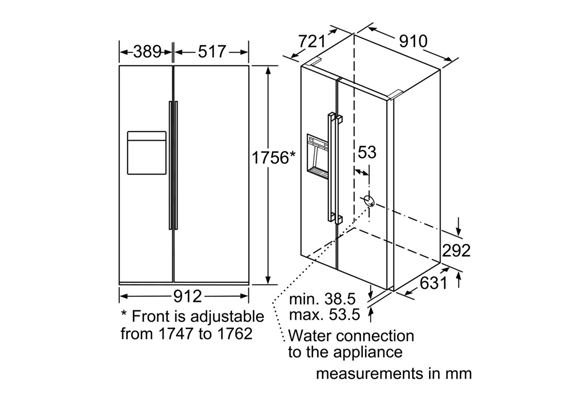 389 517
721 910
1756*
53
292
631
912
min. 38.5
max. 53.5
* Front is adjustable
from 1747 to 1762
Water connection
to the appliance
measurements in mm